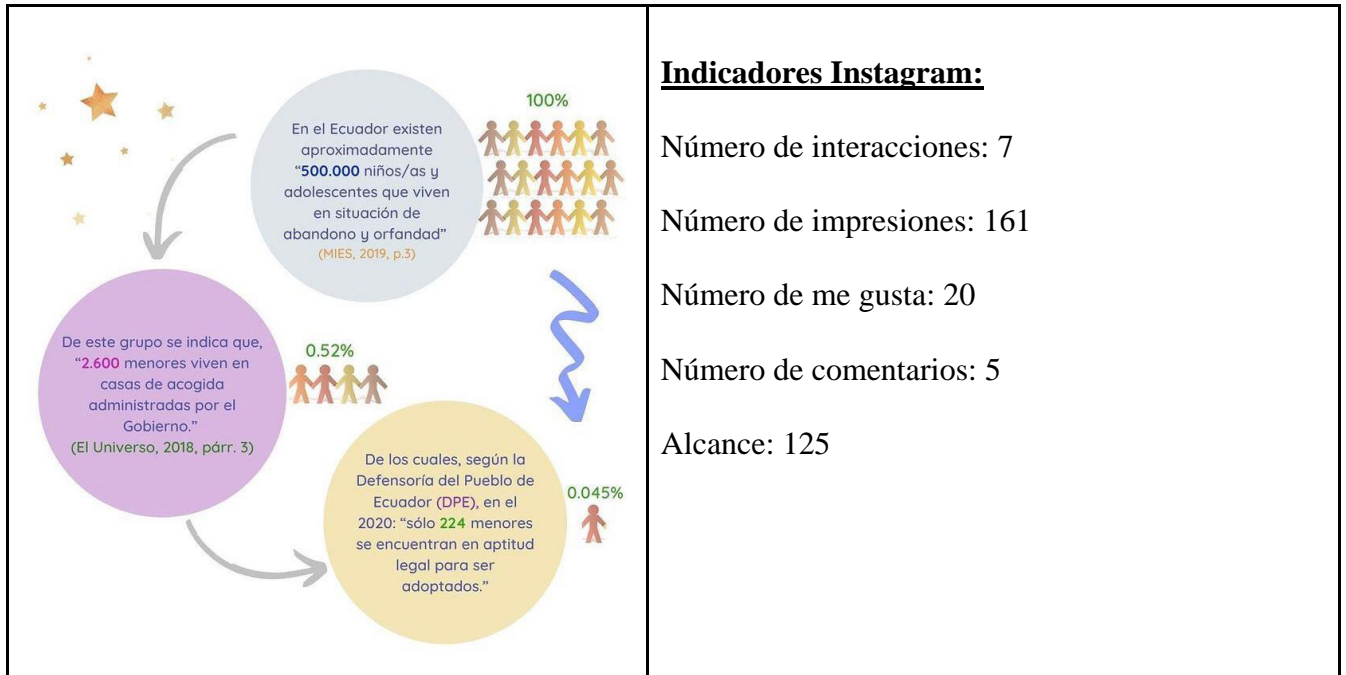 100%
En el Ecuador existen
aproximadamente
“500.000 niños/as y
adolescentes que viven
en situación de
abandono y orfandad”
(MIES, 2019, p.3)
De este grupo se indica que,
“2.600 menores viven en
casas de acogida
administradas por el
Gobierno.”
(El Universo, 2018, párr. 3)
0.52%
De los cuales, según la
Defensoría del Pueblo de
Ecuador (DPE), en el
2020: “sólo 224 menores
se encuentran en aptitud
legal para ser
adoptados.”
0.045%
Indicadores Instagram:
Número de interacciones: 7
Número de impresiones: 161
Número de me gusta: 20
Número de comentarios: 5
Alcance: 125